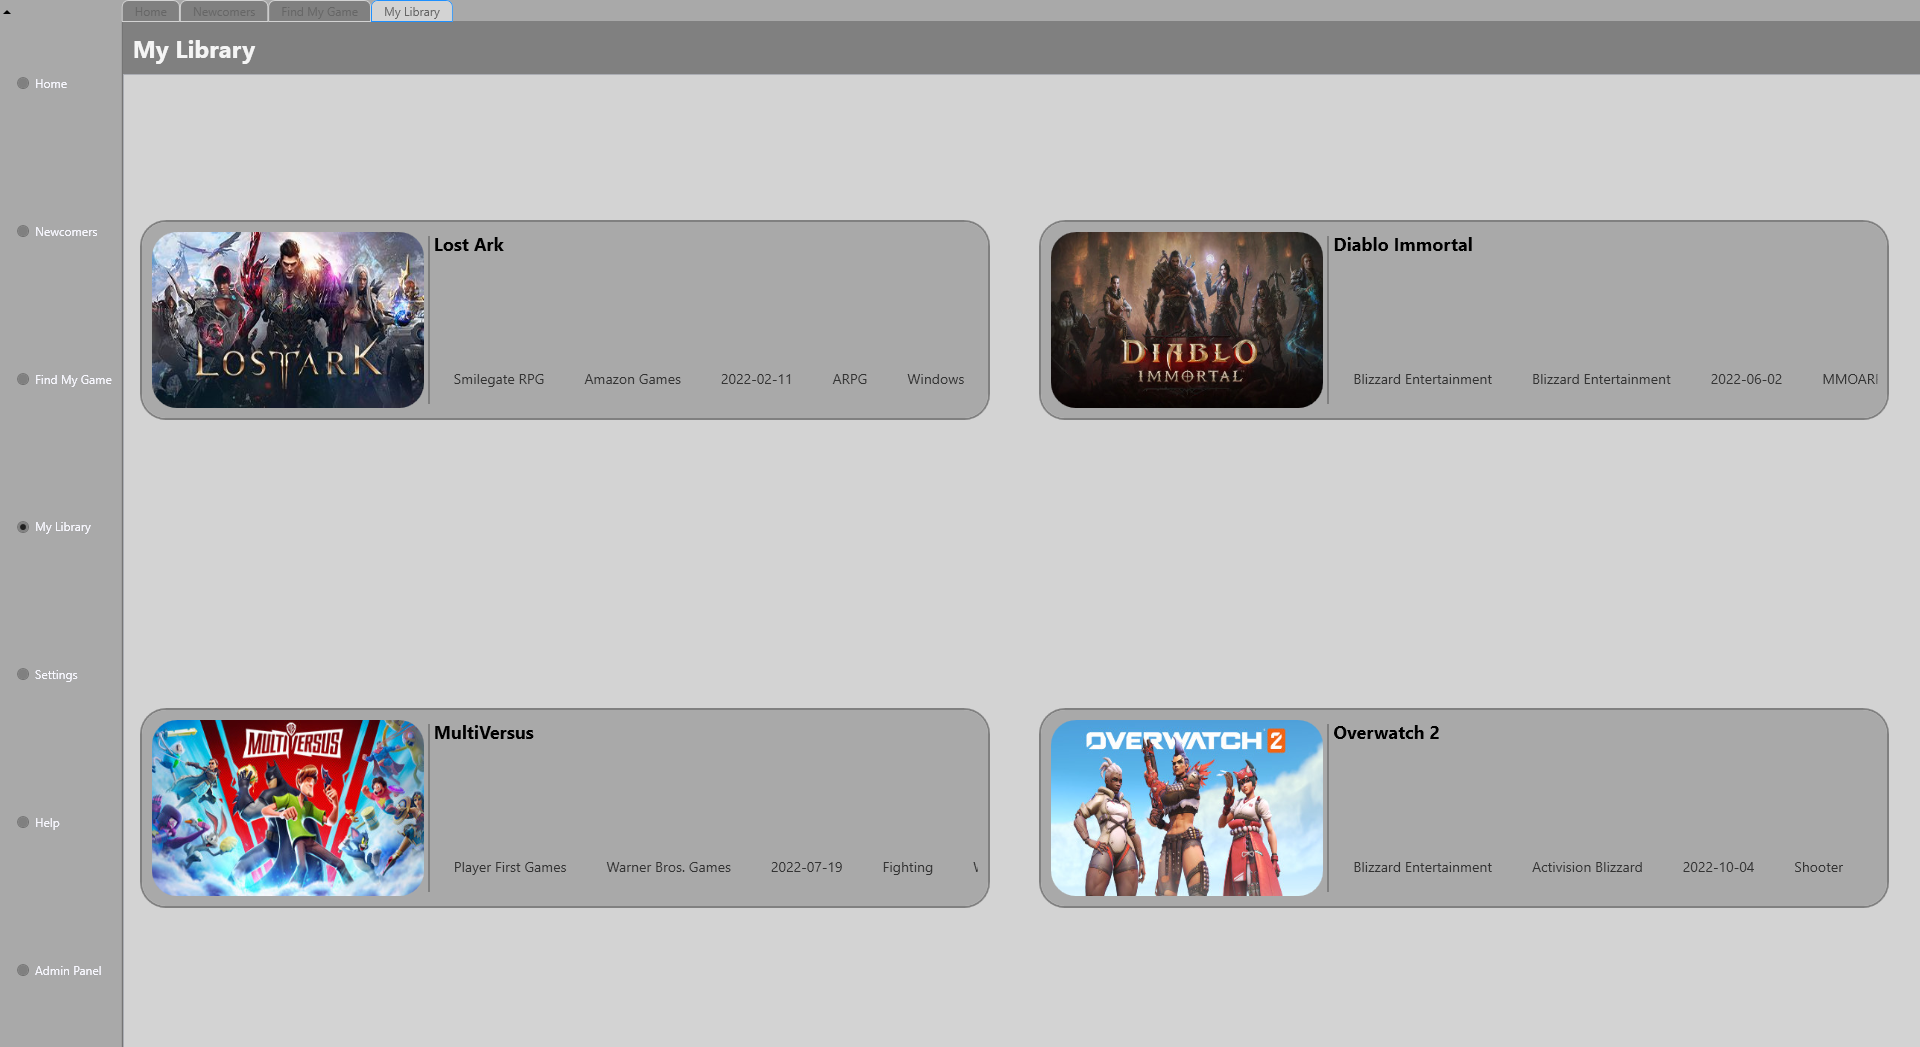 Home
Newcomers
Find My Game
My Library
My Library
Home
Newcomers
Find My Game
My Library
Settings
Help
Admin Panel
LOST ARK
Lost Ark
Smilegate RPG
Amazon Games
2022-02-11
ARPG
Windows
DIABLO
IMMORTAL
Diablo Immortal
Blizzard Entertainment
Blizzard Entertainment
2022-06-02
MULTIVERSUS
MultiVersus
Player First Games
Warner Bros. Games
2022-07-19
Fighting
OVERWATCH 2
Overwatch 2
Blizzard Entertainment
Activision Blizzard
2022-10-04
Shooter